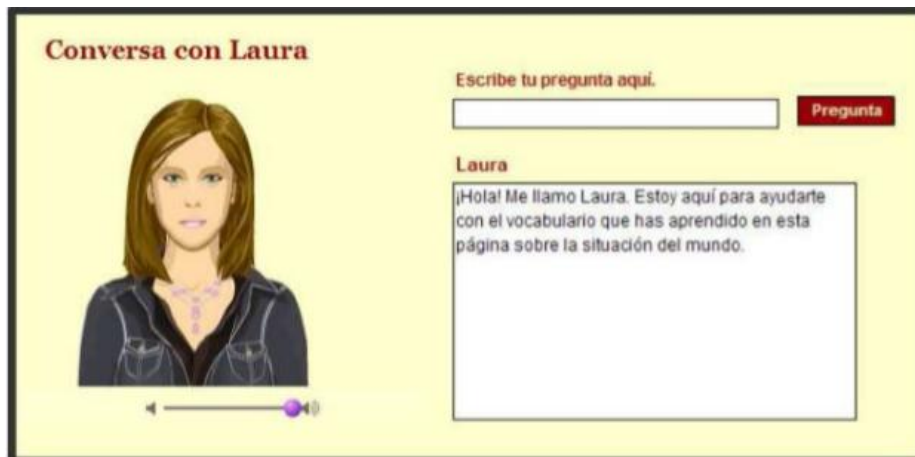 Conversa con Laura
Escribe tu pregunta aquí.
Pregunta
Laura
¡Hola! Me llamo Laura. Estoy aquí para ayudarte
con el vocabulario que has aprendido en esta
página sobre la situación del mundo.